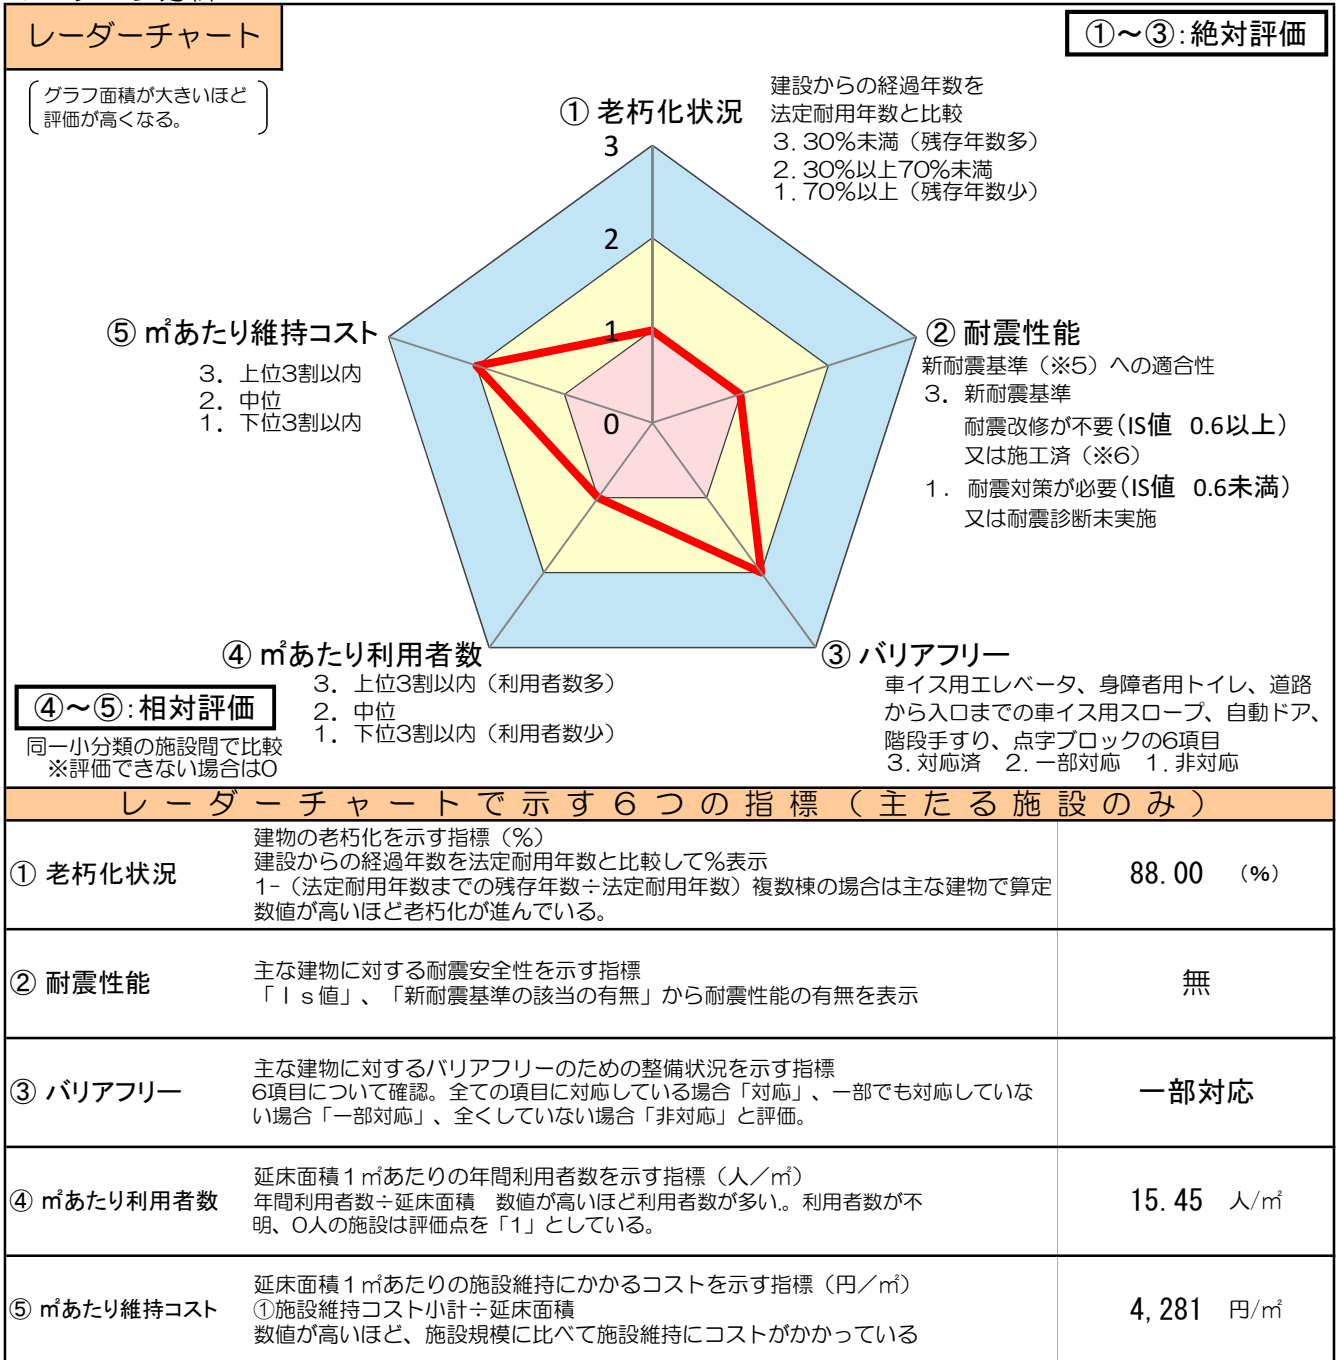 レーダーチャート
①～③：絶対評価
グラフ面積が大きいほど
評価が高くなる。
① 老朽化状況
建設からの経過年数を
法定耐用年数と比較
3．30％未満（残存年数多）
2．30％以上70％未満
1．70％以上（残存年数少）
3
2
1
0
② 耐震性能
新耐震基準（※5）への適合性
3．新耐震基準
耐震改修が不要（IS値　0.6以上）
又は施工済（※6）
1．耐震対策が必要（IS値　0.6未満）
又は耐震診断未実施
⑤ ㎡あたり維持コスト
3．上位3割以内
2．中位
1．下位3割以内
④ ㎡あたり利用者数
3．上位3割以内（利用者数多）
2．中位
1．下位3割以内（利用者数少）
③ バリアフリー
車イス用エレベータ、身障者用トイレ、道路
から入口までの車イス用スロープ、自動ドア、
階段手すり、点字ブロックの6項目
3．対応済　2．一部対応　1．非対応
④～⑤：相対評価
同一小分類の施設間で比較
※評価できない場合は0
レーダーチャートで示す６つの指標（主たる施設のみ）
① 老朽化状況
建物の老朽化を示す指標（％）
建設からの経過年数を法定耐用年数と比較して％表示
1-（法定耐用年数までの残存年数÷法定耐用年数）複数棟の場合は主な建物で算定
数値が高いほど老朽化が進んでいる。
88.00　（％）
② 耐震性能
主な建物に対する耐震安全性を示す指標
「Ｉｓ値」、「新耐震基準の該当の有無」から耐震性能の有無を表示
無
③ バリアフリー
主な建物に対するバリアフリーのための整備状況を示す指標
6項目について確認。全ての項目に対応している場合「対応」、一部でも対応していな
い場合「一部対応」、全くしていない場合「非対応」と評価。
一部対応
④ ㎡あたり利用者数
延床面積１㎡あたりの年間利用者数を示す指標（人／㎡）
年間利用者数÷延床面積　数値が高いほど利用者数が多い。利用者数が不
明、0人の施設は評価点を「1」としている。
15.45　人/㎡
⑤ ㎡あたり維持コスト
延床面積１㎡あたりの施設維持にかかるコストを示す指標（円／㎡）
①施設維持コスト小計÷延床面積
数値が高いほど、施設規模に比べて施設維持にコストがかかっている
4,281　円/㎡